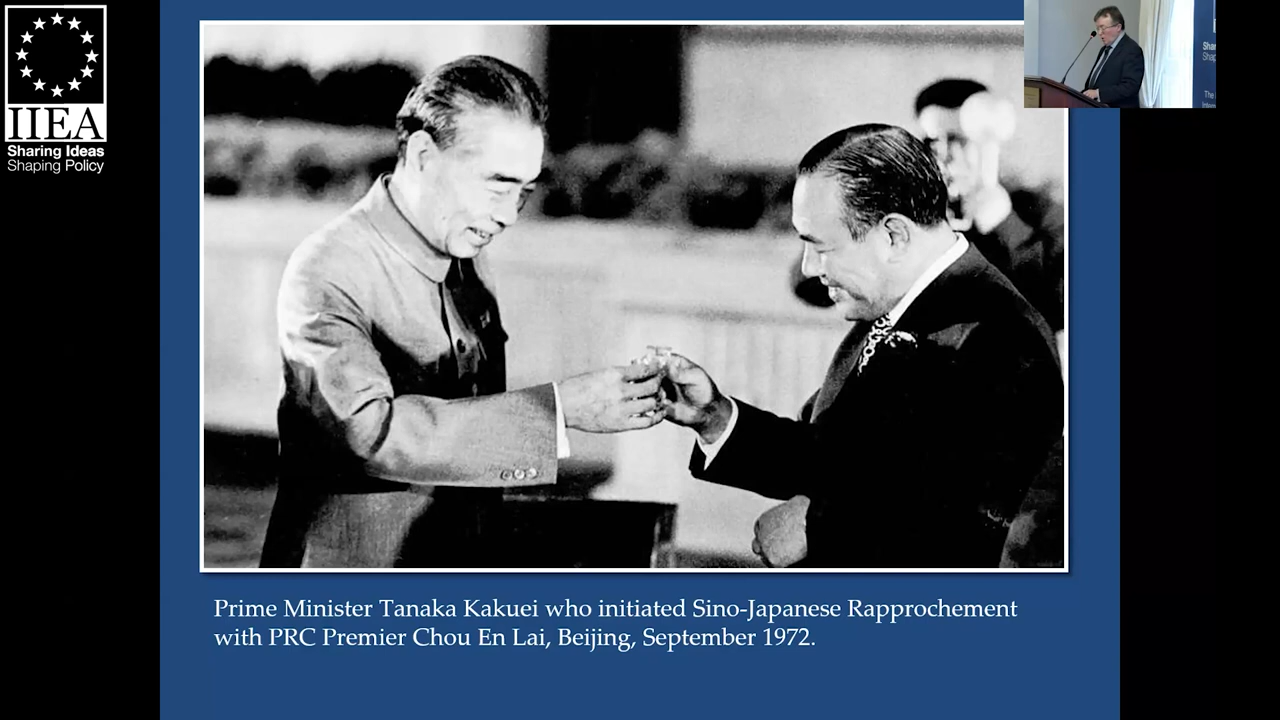 IIEA
Sharing Ideas
Shaping Policy
Prime Minister Tanaka Kakuei who initiated Sino-Japanese Rapprochement
with PRC Premier Chou En Lai, Beijing, September 1972.